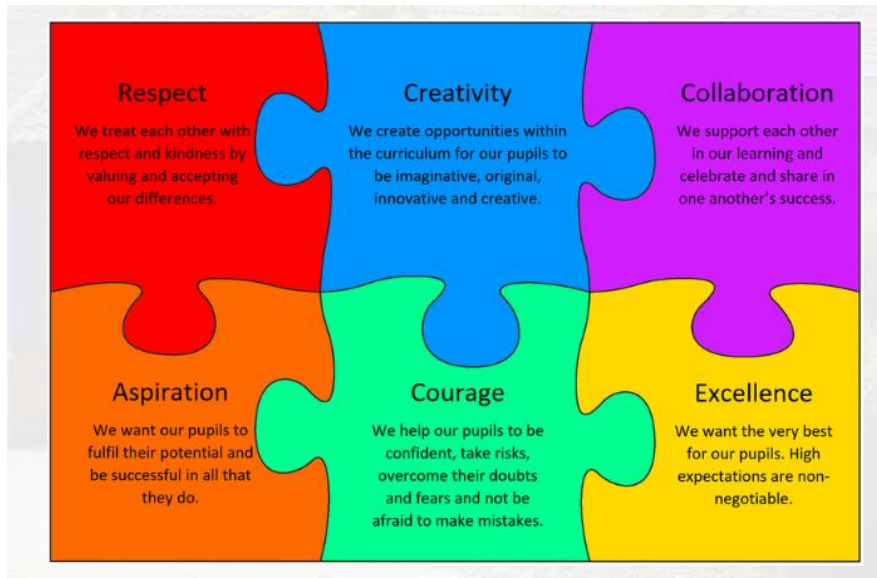 Respect
We treat each other with
respect and kindness by
valuing and accepting
our differences.
Creativity
We create opportunities within
the curriculum for our pupils to
be imaginative, original,
innovative and creative.
Collaboration
We support each other
in our learning and
celebrate and share in
one another's success.
Aspiration
We want our pupils to
fulfil their potential and
be successful in all that
they do.
Courage
We help our pupils to be
confident, take risks,
overcome their doubts
and fears and not be
afraid to make mistakes.
Excellence
We want the very best
for our pupils. High
expectations are non-
negotiable.